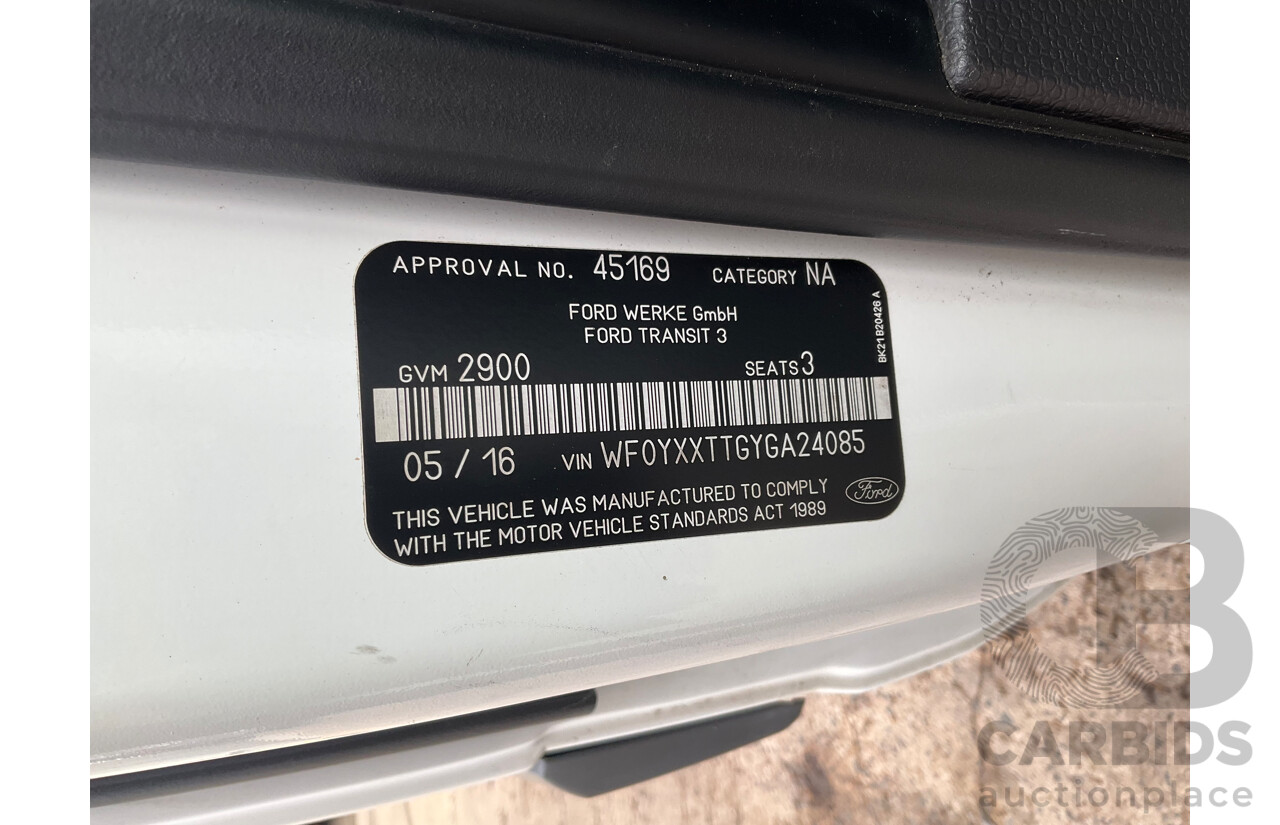 APPROVAL NO. 45169 CATEGORY NA
FORD WERKE GmbH
FORD TRANSIT 3
BK21 B20426 A
GVM 2900 SEATS 3
05 / 16 VIN WF0YXXTTGYGA24085
THIS VEHICLE WAS MANUFACTURED TO COMPLY
WITH THE MOTOR VEHICLE STANDARDS ACT 1989
Ford
CB
CARBIDS
auctionplace